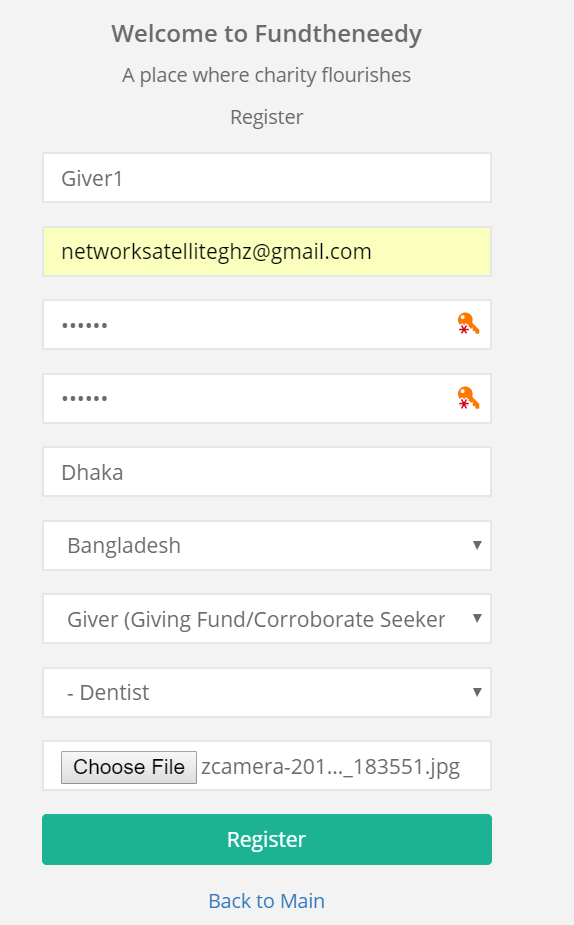 Welcome to Fundtheneedy
A place where charity flourishes
Register
Giver1
networksatelliteghz@gmail.com
••••••
••••••
Dhaka
Bangladesh
Giver (Giving Fund/Corroborate Seeker
- Dentist
Choose File zcamera-201..._183551.jpg
Register
Back to Main